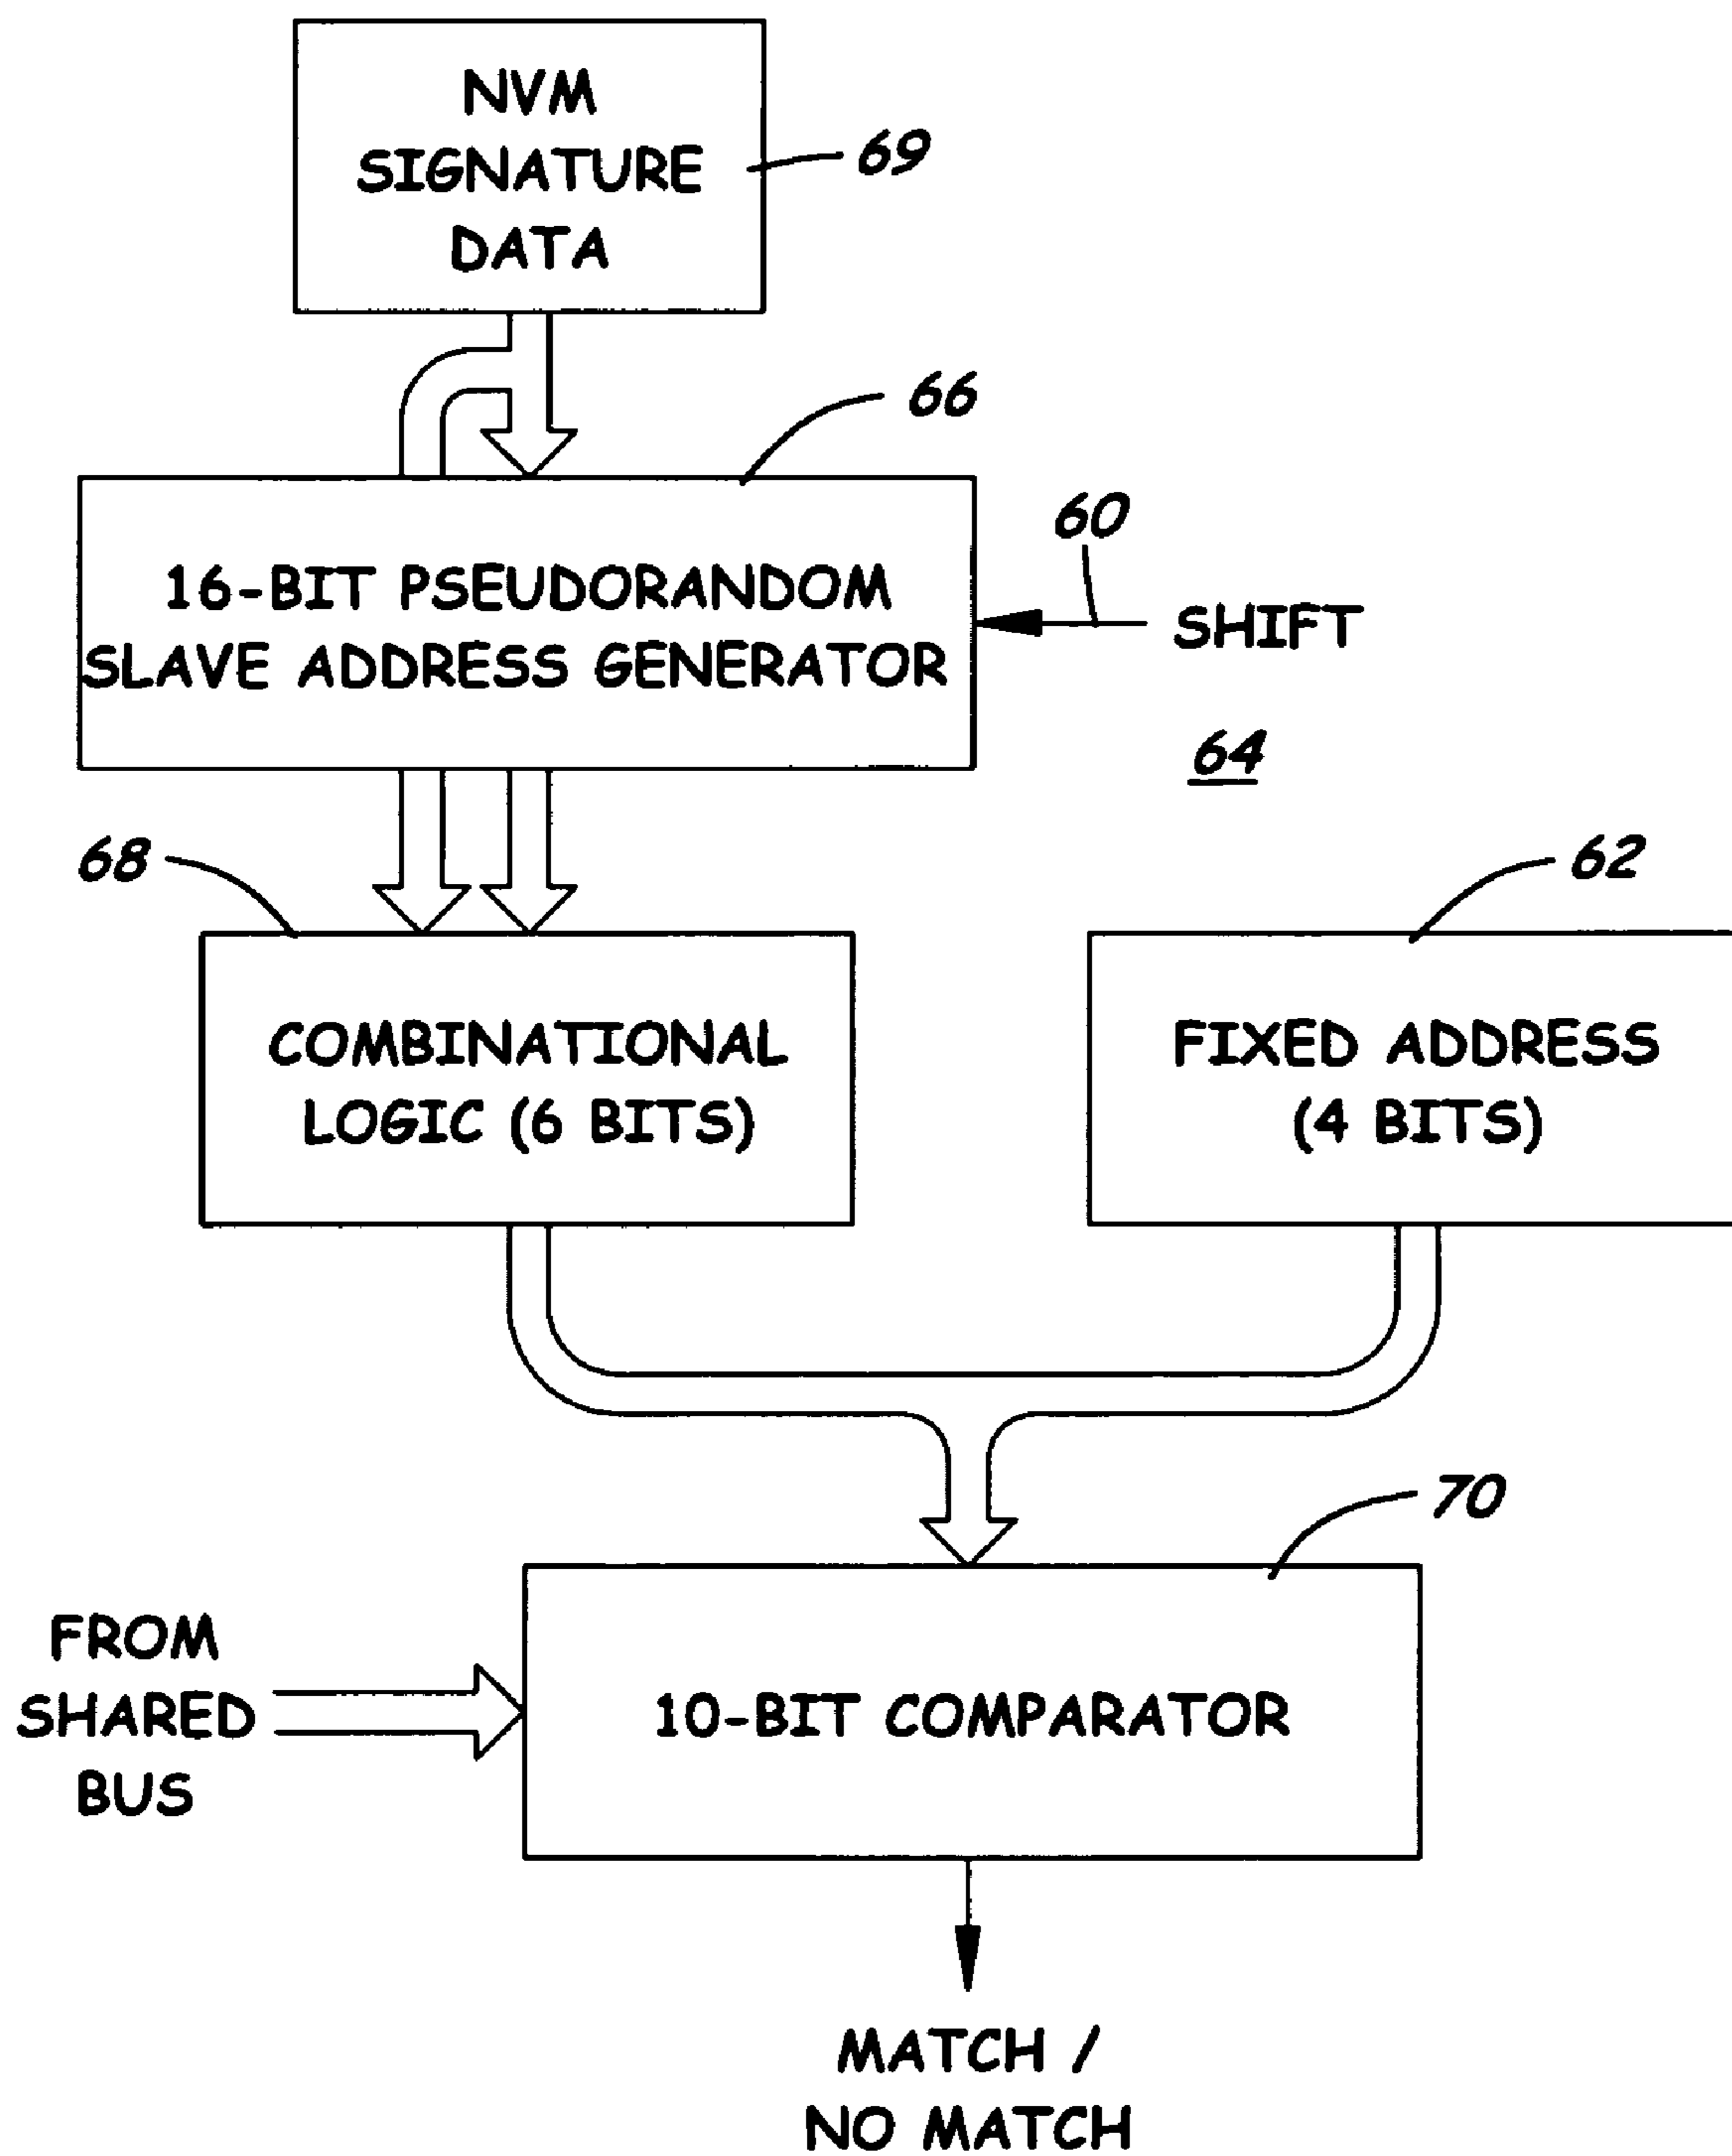 NVM
SIGNATURE
DATA
69
66
16-BIT PSEUDORANDOM
SLAVE ADDRESS GENERATOR
60
SHIFT
64
68
62
COMBINATIONAL
LOGIC (6 BITS)
FIXED ADDRESS
(4 BITS)
70
FROM
SHARED
BUS
10-BIT COMPARATOR
MATCH /
NO MATCH